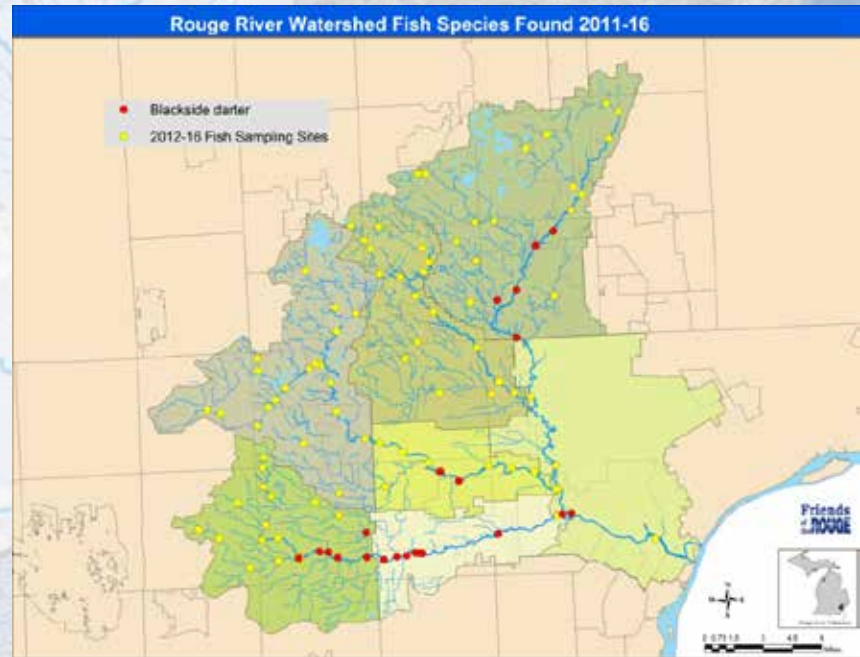 Rouge River Watershed Fish Species Found 2011-16
Blackside darter
2012-16 Fish Sampling Sites
Friends
of the ROUGE